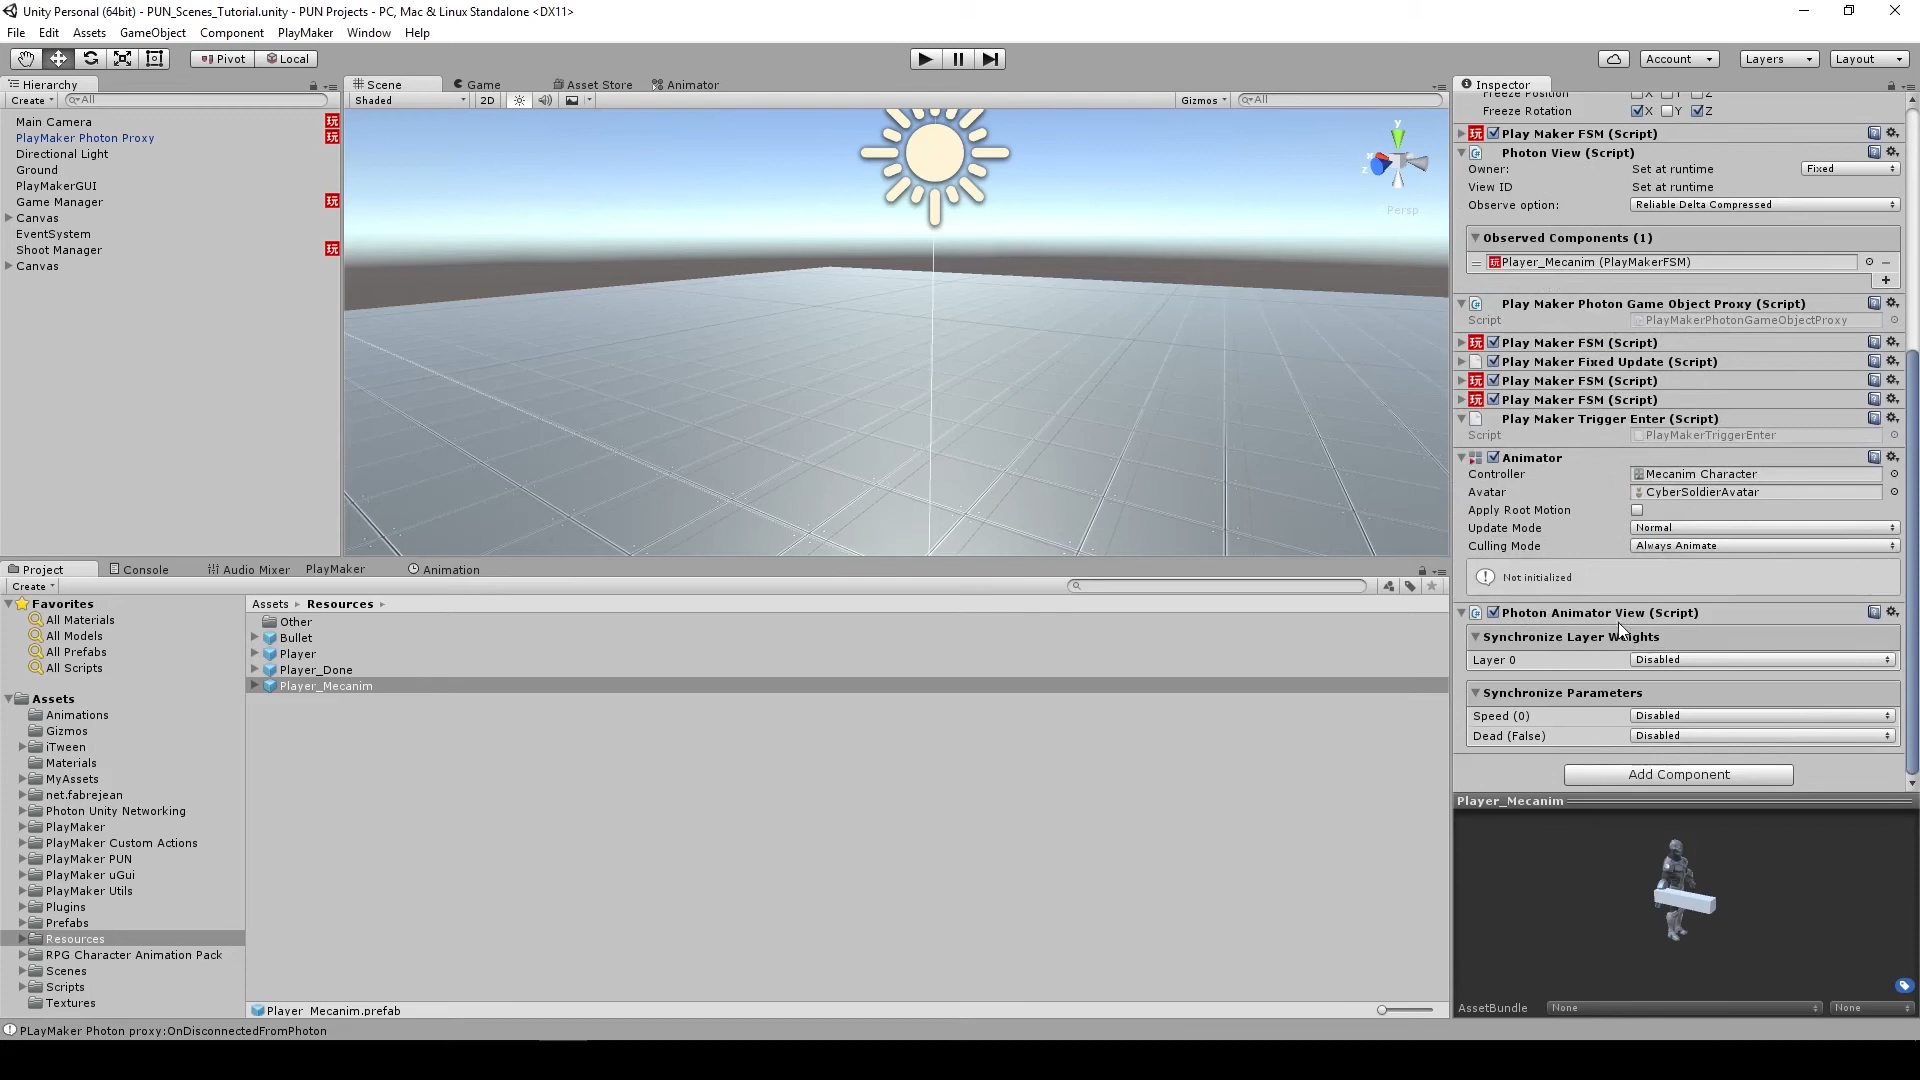 Unity Personal (64bit) - PUN_Scenes_Tutorial.unity - PUN Projects - PC, Mac & Linux Standalone <DX11>
File Edit Assets GameObject Component PlayMaker Window Help
Pivot Local Account Layers Layout
Hierarchy
Create All
Main Camera
PlayMaker Photon Proxy
Directional Light
Ground
PlayMakerGUI
Game Manager
Canvas
EventSystem
Shoot Manager
Canvas
Scene Game Asset Store Animator
Shaded 2D Gizmos All
y
x
z
Persp
Inspector
Freeze Position X Y Z
Freeze Rotation X Y Z
玩 Play Maker FSM (Script)
Photon View (Script)
Owner: Set at runtime Fixed
View ID Set at runtime
Observe option: Reliable Delta Compressed
Observed Components (1)
玩 Player_Mecanim (PlayMakerFSM)
Play Maker Photon Game Object Proxy (Script)
Script PlayMakerPhotonGameObjectProxy
玩 Play Maker FSM (Script)
Play Maker Fixed Update (Script)
玩 Play Maker FSM (Script)
玩 Play Maker FSM (Script)
Play Maker Trigger Enter (Script)
Script PlayMakerTriggerEnter
Animator
Controller Mecanim Character
Avatar CyberSoldierAvatar
Apply Root Motion
Update Mode Normal
Culling Mode Always Animate
Not initialized
Photon Animator View (Script)
Synchronize Layer Weights
Layer 0 Disabled
Synchronize Parameters
Speed (0) Disabled
Dead (False) Disabled
Add Component
Player_Mecanim
AssetBundle None None
Project Console Audio Mixer PlayMaker Animation
Create
Favorites
All Materials
All Models
All Prefabs
All Scripts
Assets
Animations
Gizmos
iTween
Materials
MyAssets
net.fabrejean
Photon Unity Networking
PlayMaker
PlayMaker Custom Actions
PlayMaker PUN
PlayMaker uGui
PlayMaker Utils
Plugins
Prefabs
Resources
RPG Character Animation Pack
Scenes
Scripts
Textures
Assets Resources
Other
Bullet
Player
Player_Done
Player_Mecanim
Player_Mecanim.prefab
PLayMaker Photon proxy:OnDisconnectedFromPhoton